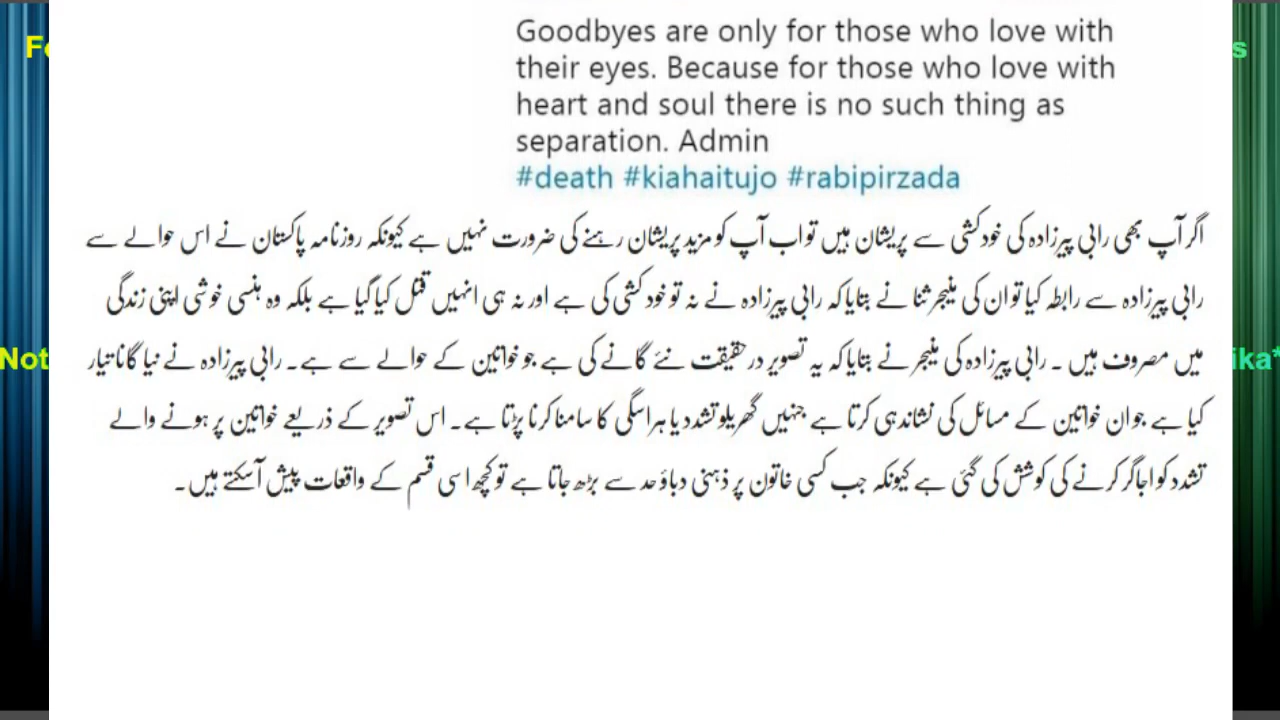 Goodbyes are only for those who love with
their eyes. Because for those who love with
heart and soul there is no such thing as
separation. Admin
#death #kiahaitujo #rabipirzada
اگر آپ بھی رابی پیرزادہ کی خودکشی سے پریشان ہیں تو اب آپ کو مزید پریشان رہنے کی ضرورت نہیں ہے کیونکہ روزنامہ پاکستان نے اس حوالے سے
رابی پیرزادہ سے رابطہ کیا تو ان کی منیجر ثنا نے بتایا کہ رابی پیرزادہ نے نہ تو خودکشی کی ہے اور نہ ہی انہیں قتل کیا گیا ہے بلکہ وہ ہنسی خوشی اپنی زندگی
میں مصروف ہیں ۔ رابی پیرزادہ کی منیجر نے بتایا کہ یہ تصویر درحقیقت نئے گانے کی ہے جو خواتین کے حوالے سے ہے۔ رابی پیرزادہ نے نیا گانا تیار
کیا ہے جو ان خواتین کے مسائل کی نشاندہی کرتا ہے جنہیں گھریلو تشدد یا ہراسگی کا سامنا کرنا پڑتا ہے۔ اس تصویر کے ذریعے خواتین پر ہونے والے
تشدد کو اجاگر کرنے کی کوشش کی گئی ہے کیونکہ جب کسی خاتون پر ذہنی دباؤ حد سے بڑھ جاتا ہے تو کچھ اسی قسم کے واقعات پیش آسکتے ہیں۔